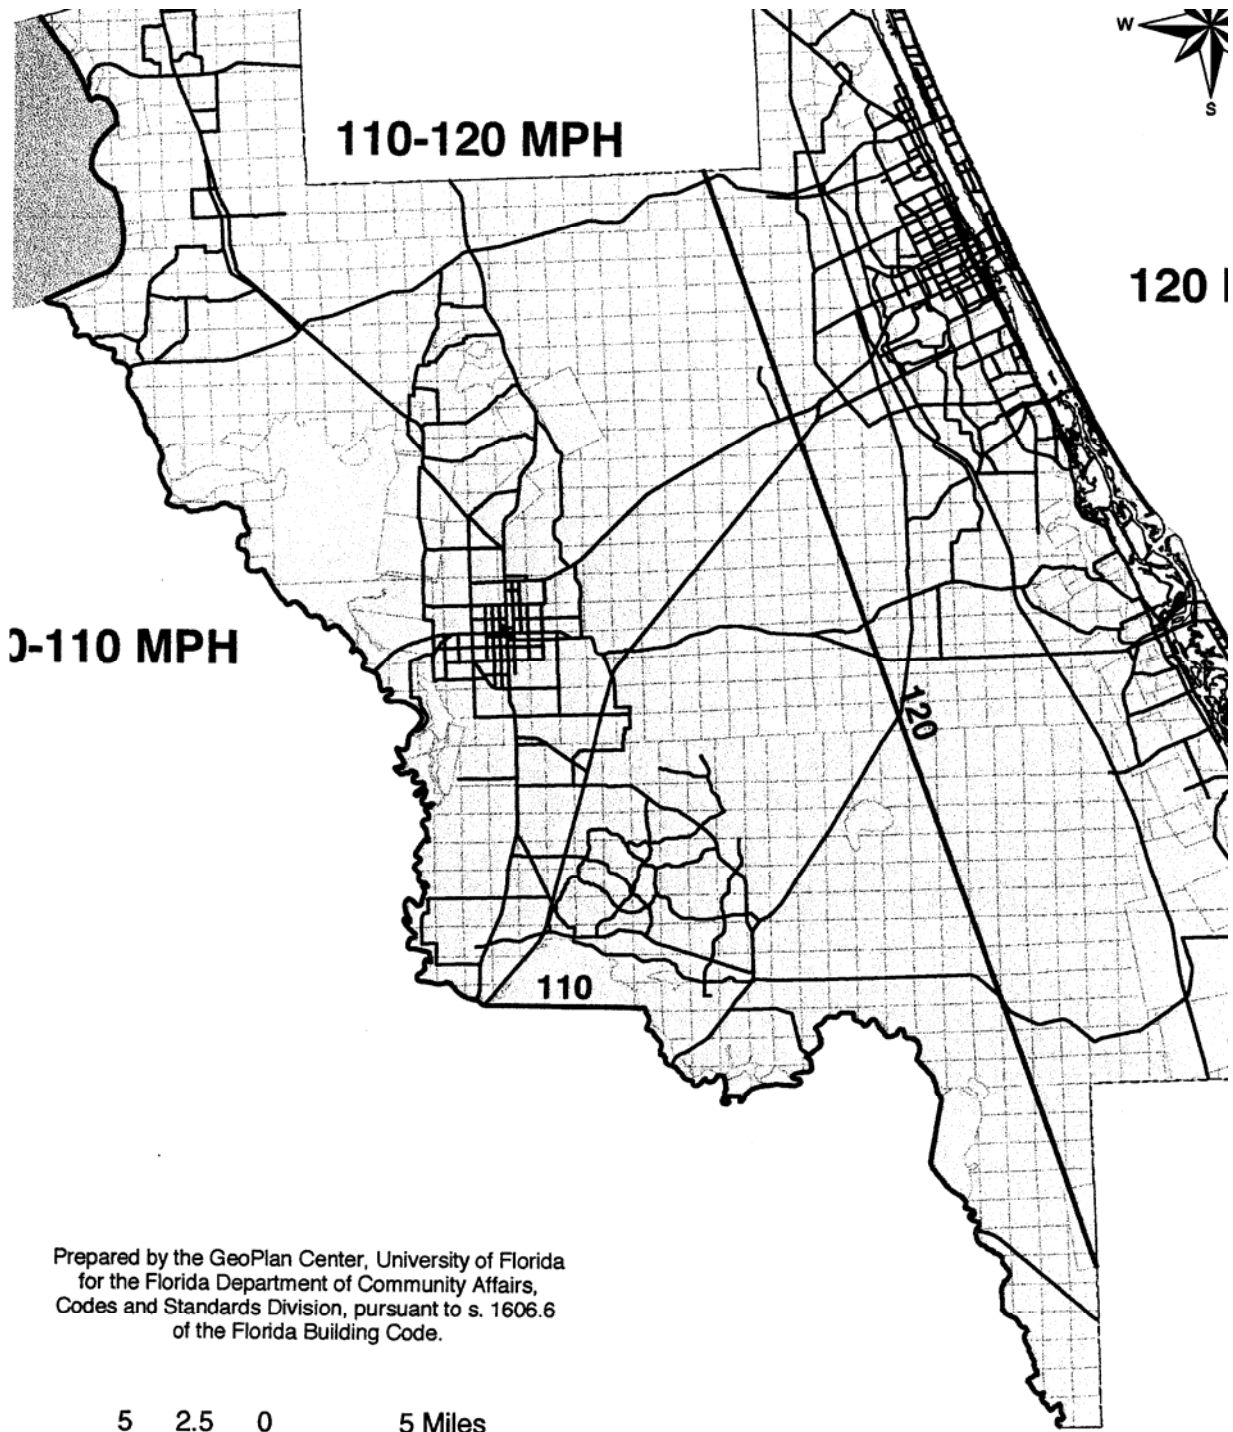 W
S
110-120 MPH
120
0-110 MPH
120
110
Prepared by the GeoPlan Center, University of Florida
for the Florida Department of Community Affairs,
Codes and Standards Division, pursuant to s. 1606.6
of the Florida Building Code.
5 2.5 0 5 Miles